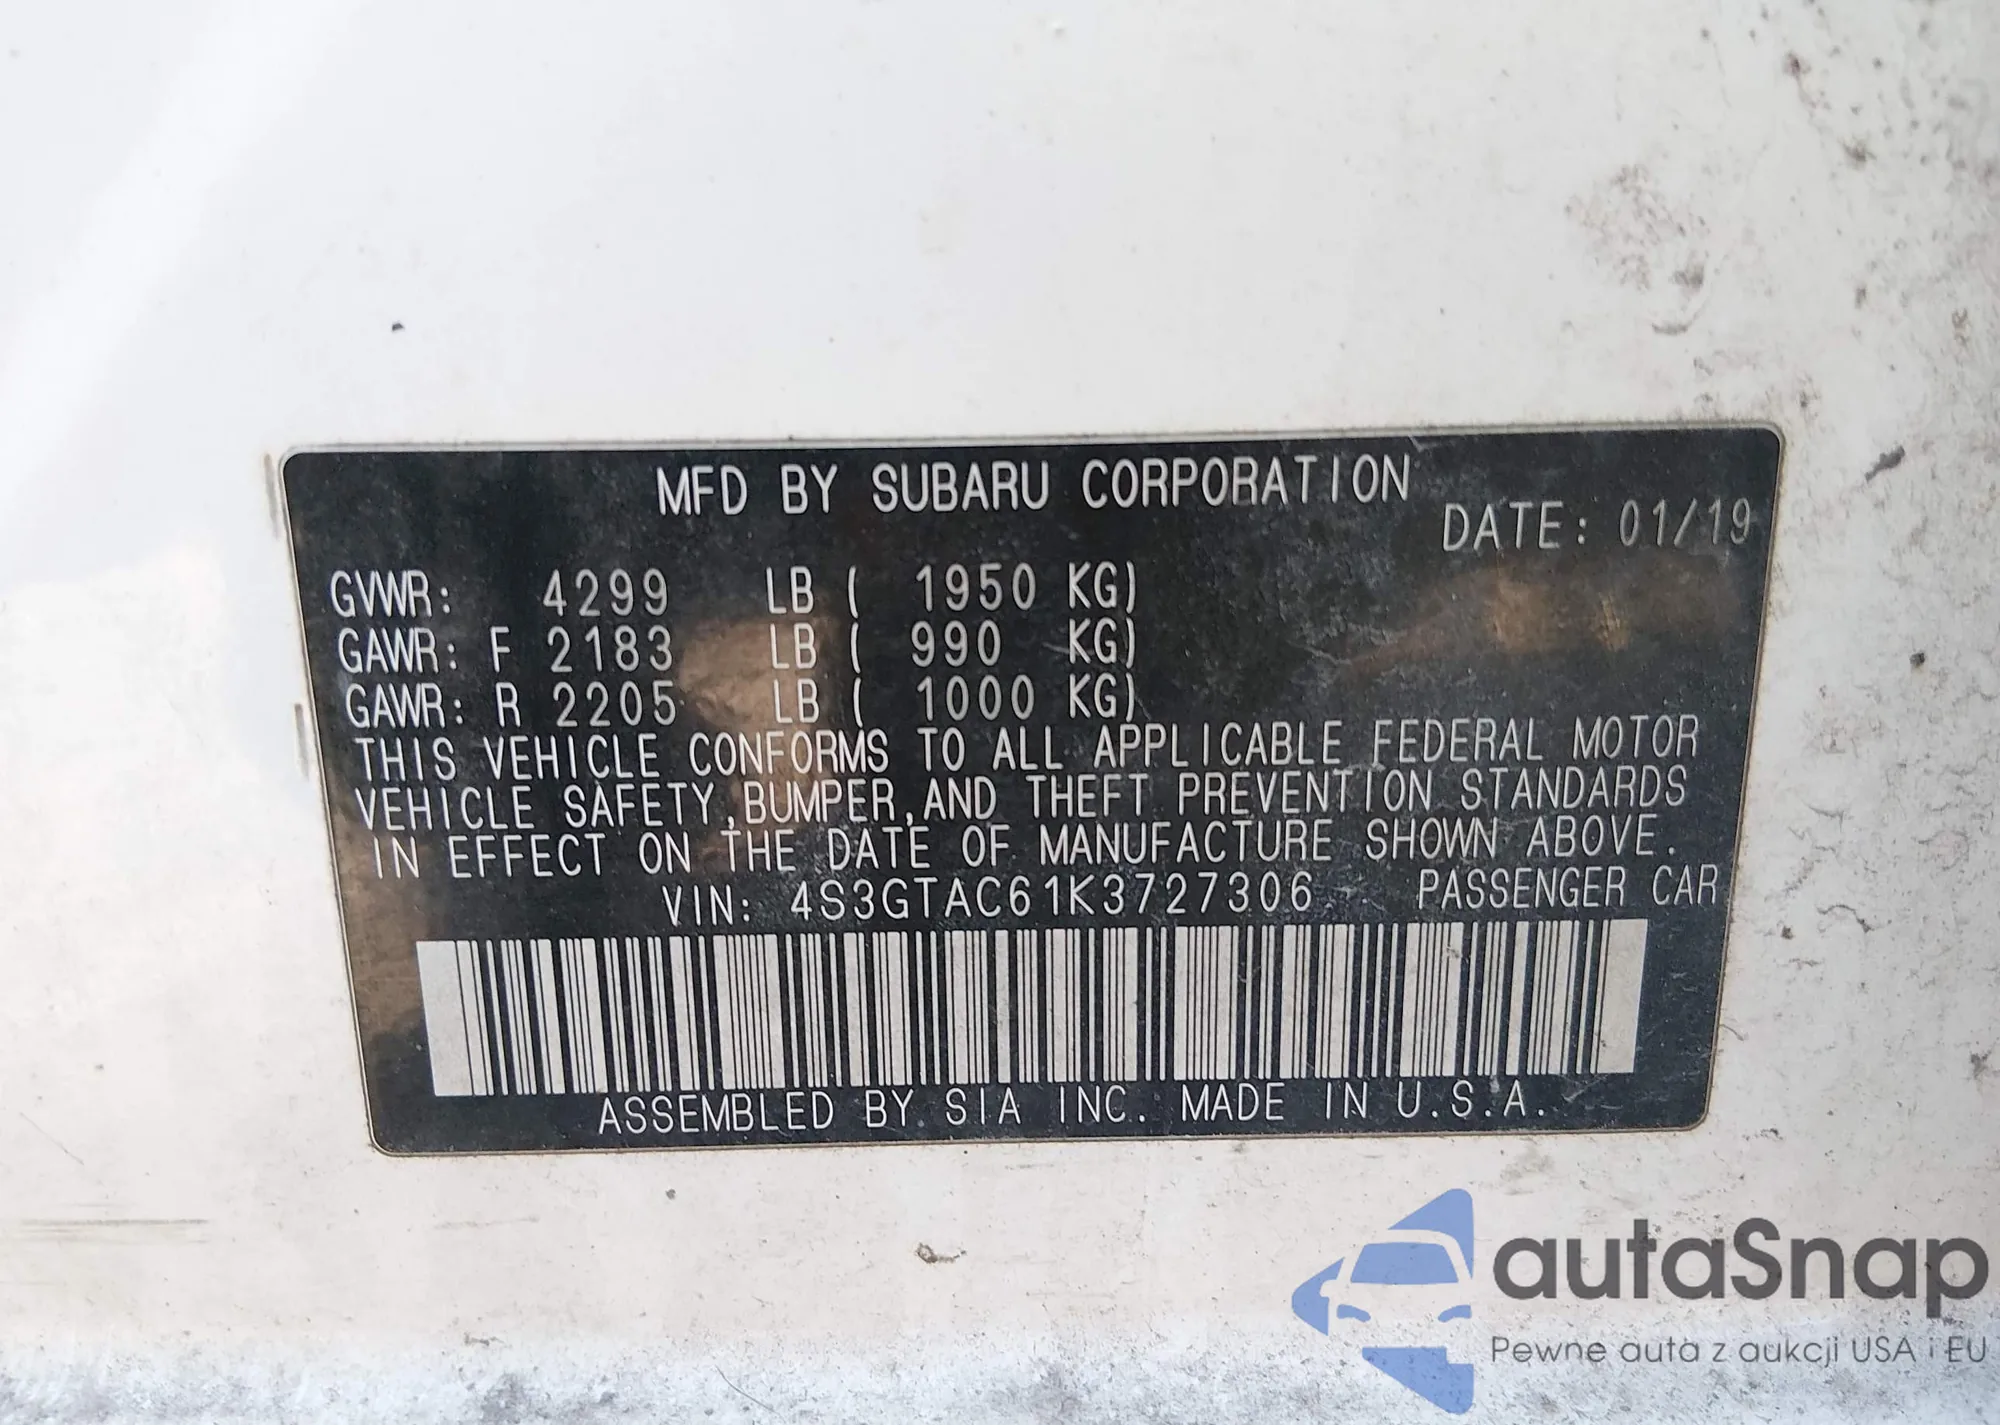 MFD BY SUBARU CORPORATION
DATE: 01/19
GVWR: 4299 LB ( 1950 KG)
GAWR: F 2183 LB ( 990 KG)
GAWR: R 2205 LB ( 1000 KG)
THIS VEHICLE CONFORMS TO ALL APPLICABLE FEDERAL MOTOR
VEHICLE SAFETY,BUMPER,AND THEFT PREVENTION STANDARDS
IN EFFECT ON THE DATE OF MANUFACTURE SHOWN ABOVE.
VIN: 4S3GTAC61K3727306 PASSENGER CAR
ASSEMBLED BY SIA INC. MADE IN U.S.A.
autaSnap
Pewne auta z aukcji USA i EU